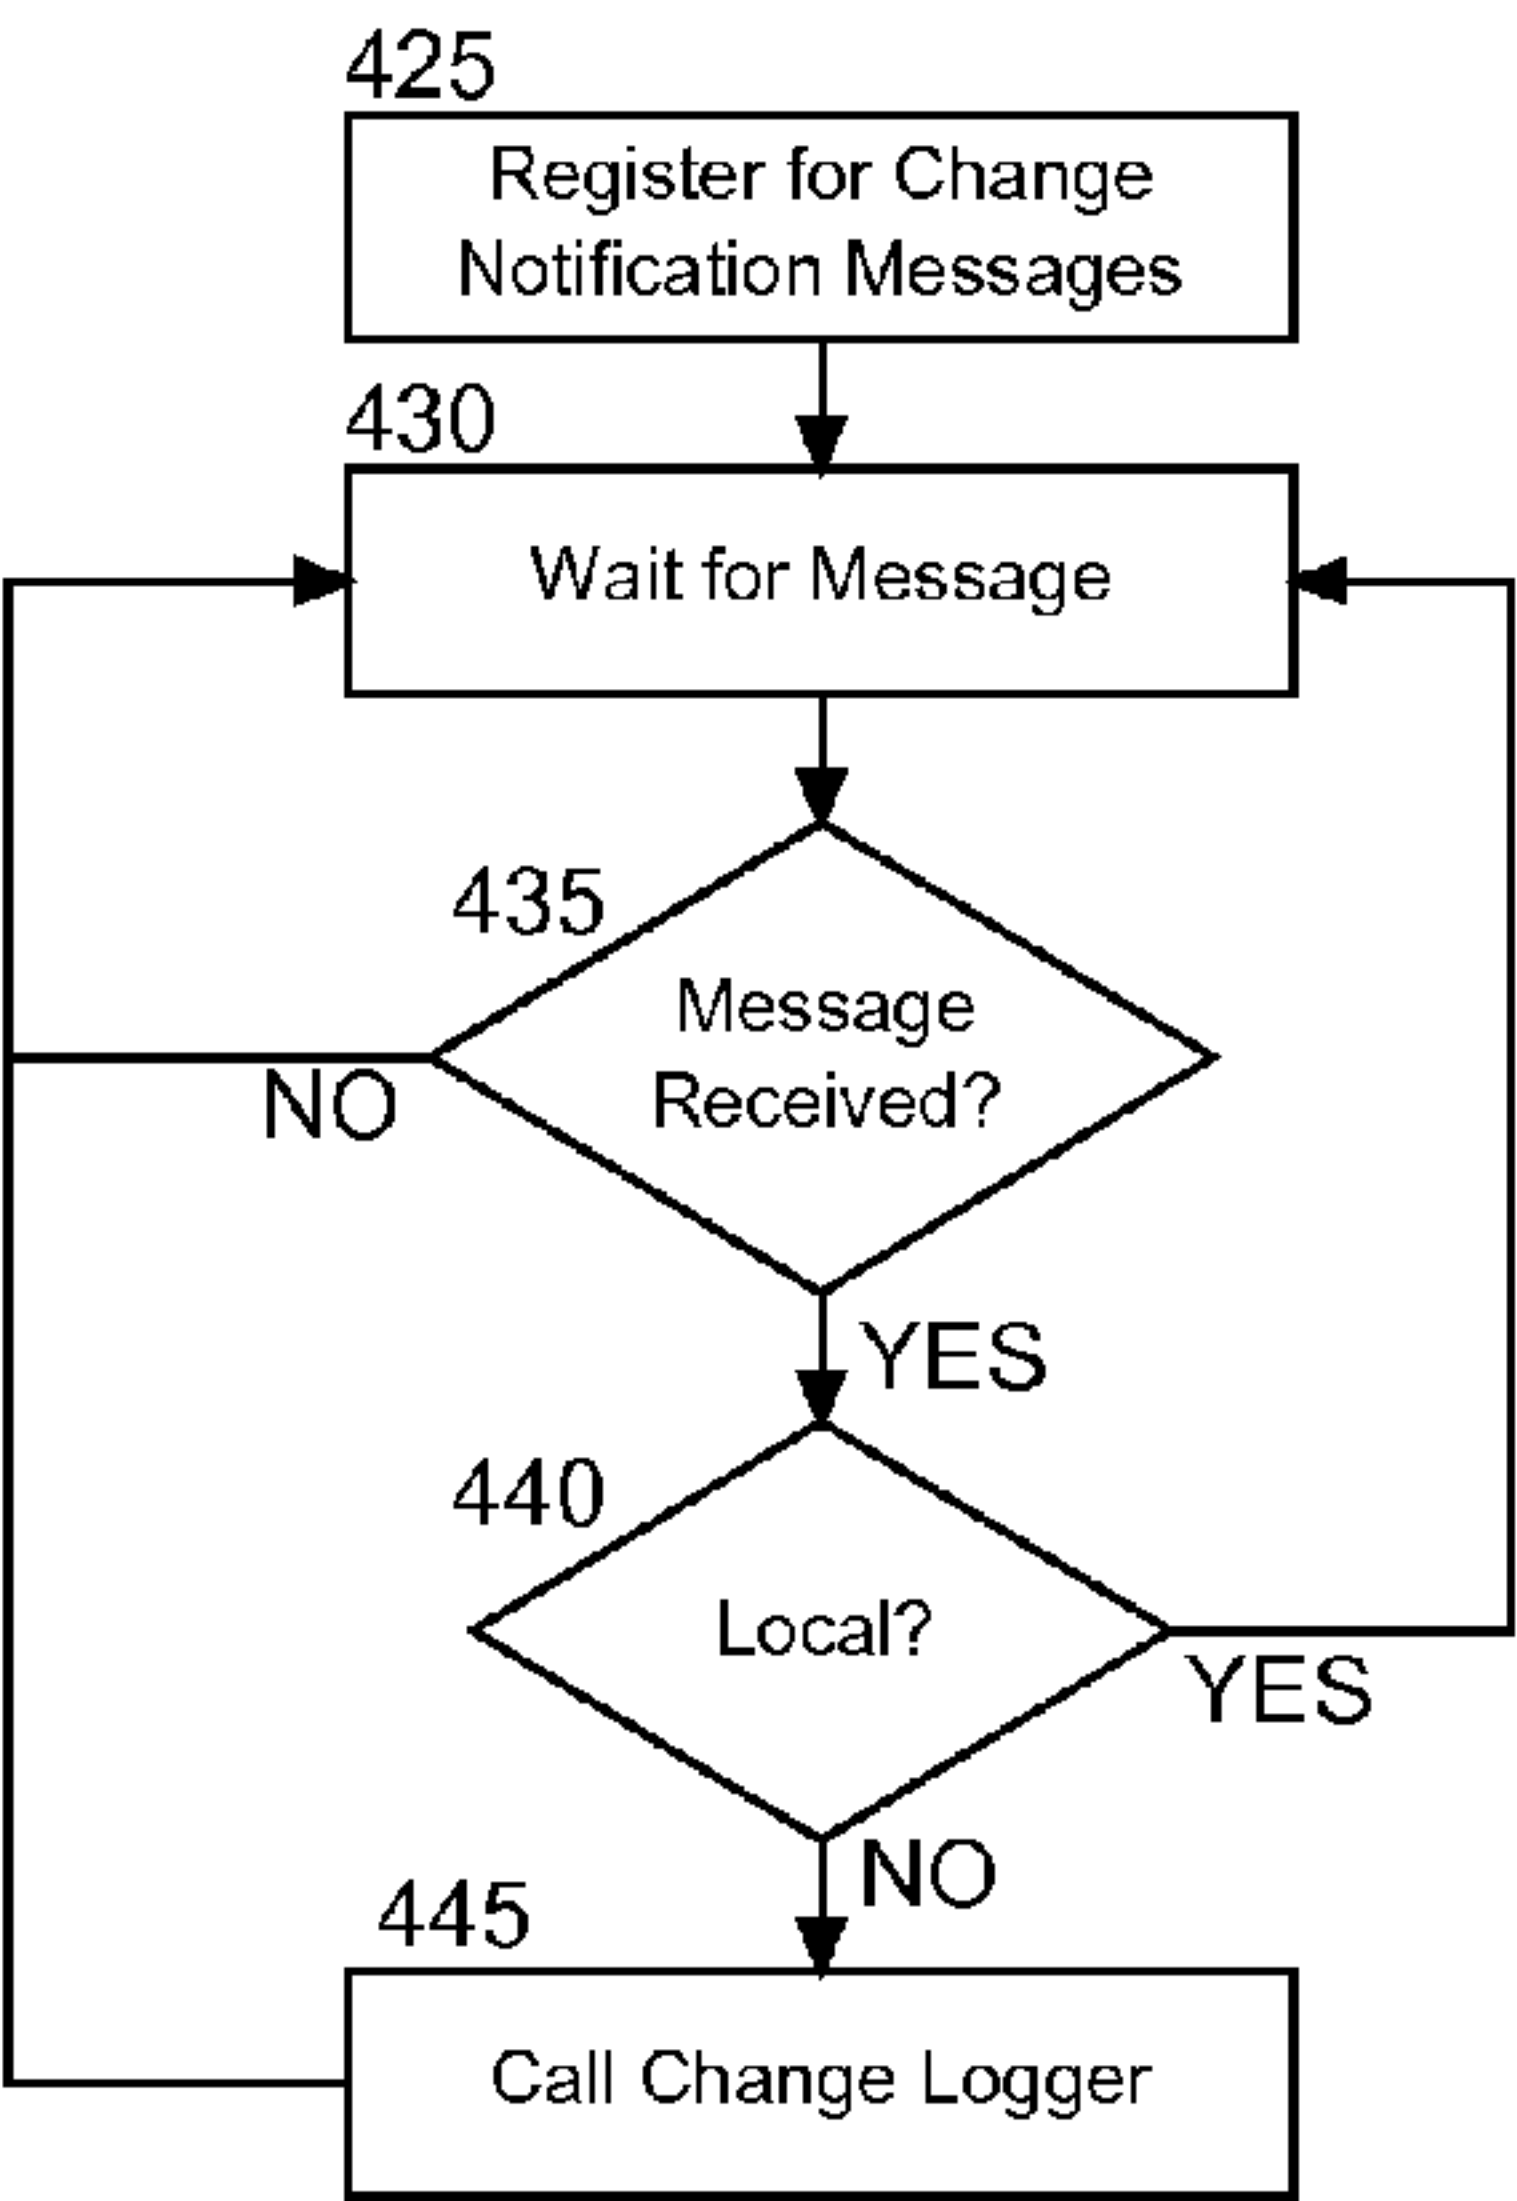 425
Register for Change
Notification Messages
430
Wait for Message
435
Message
Received?
NO
YES
440
Local?
YES
NO
445
Call Change Logger